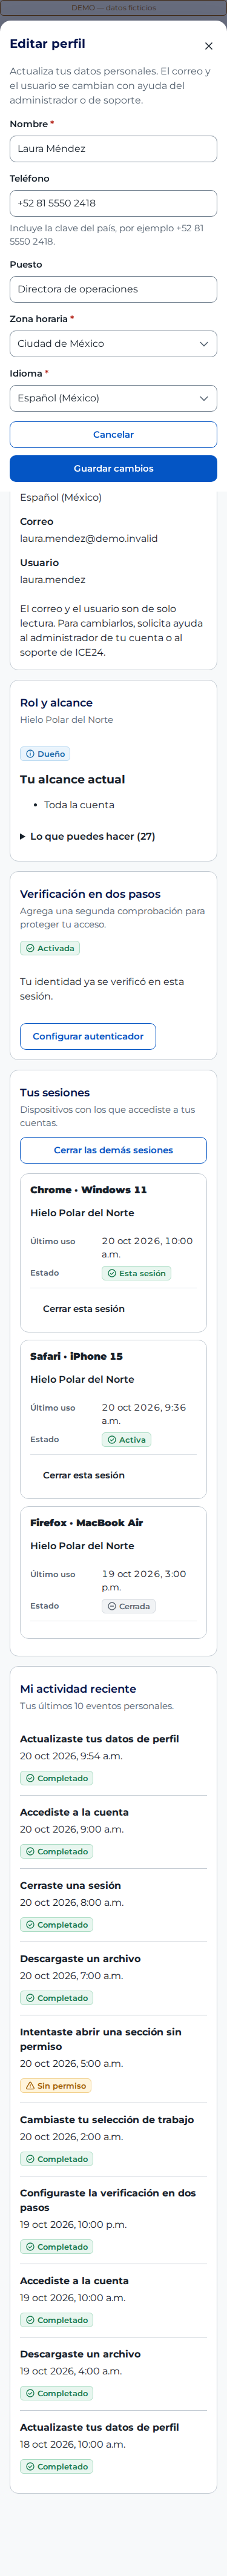 DEMO — datos ficticios
Editar perfil
Actualiza tus datos personales. El correo y
el usuario se cambian con ayuda del
administrador o de soporte.
Nombre *
Laura Méndez
Teléfono
+52 81 5550 2418
Incluye la clave del país, por ejemplo +52 81
5550 2418.
Puesto
Directora de operaciones
Zona horaria *
Ciudad de México
Idioma *
Español (México)
Cancelar
Guardar cambios
Español (México)
Correo
laura.mendez@demo.invalid
Usuario
laura.mendez
El correo y el usuario son de solo
lectura. Para cambiarlos, solicita ayuda
al administrador de tu cuenta o al
soporte de ICE24.
Rol y alcance
Hielo Polar del Norte
Dueño
Tu alcance actual
• Toda la cuenta
Lo que puedes hacer (27)
Verificación en dos pasos
Agrega una segunda comprobación para
proteger tu acceso.
Activada
Tu identidad ya se verificó en esta
sesión.
Configurar autenticador
Tus sesiones
Dispositivos con los que accediste a tus
cuentas.
Cerrar las demás sesiones
Chrome · Windows 11
Hielo Polar del Norte
Último uso 20 oct 2026, 10:00
a.m.
Estado Esta sesión
Cerrar esta sesión
Safari · iPhone 15
Hielo Polar del Norte
Último uso 20 oct 2026, 9:36
a.m.
Estado Activa
Cerrar esta sesión
Firefox · MacBook Air
Hielo Polar del Norte
Último uso 19 oct 2026, 3:00
p.m.
Estado Cerrada
Mi actividad reciente
Tus últimos 10 eventos personales.
Actualizaste tus datos de perfil
20 oct 2026, 9:54 a.m.
Completado
Accediste a la cuenta
20 oct 2026, 9:00 a.m.
Completado
Cerraste una sesión
20 oct 2026, 8:00 a.m.
Completado
Descargaste un archivo
20 oct 2026, 7:00 a.m.
Completado
Intentaste abrir una sección sin
permiso
20 oct 2026, 5:00 a.m.
Sin permiso
Cambiaste tu selección de trabajo
20 oct 2026, 2:00 a.m.
Completado
Configuraste la verificación en dos
pasos
19 oct 2026, 10:00 p.m.
Completado
Accediste a la cuenta
19 oct 2026, 10:00 a.m.
Completado
Descargaste un archivo
19 oct 2026, 4:00 a.m.
Completado
Actualizaste tus datos de perfil
18 oct 2026, 10:00 a.m.
Completado